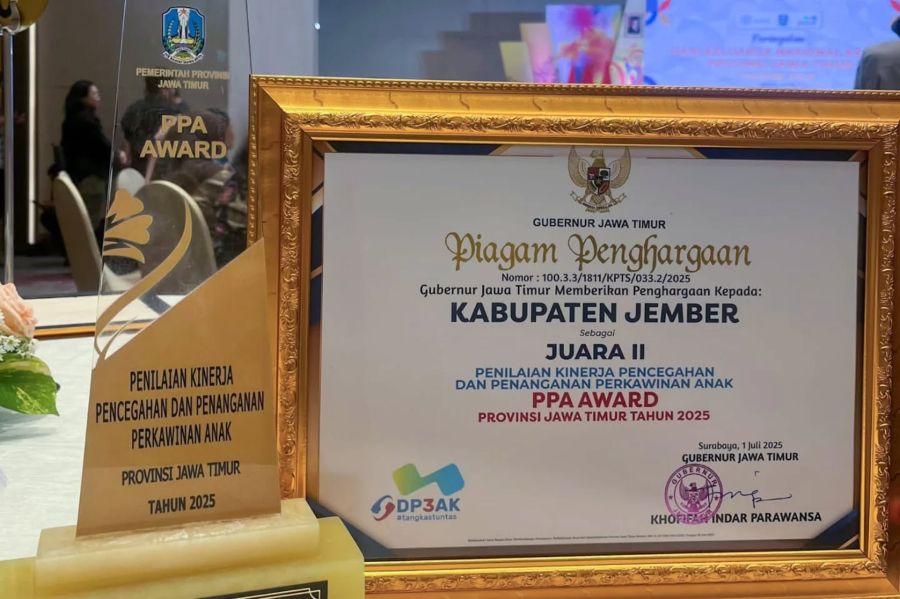 PEMERINTAH PROVINSI
JAWA TIMUR
PPA
AWARD
PENILAIAN KINERJA
PENCEGAHAN DAN PENANGANAN
PERKAWINAN ANAK
PROVINSI JAWA TIMUR
TAHUN 2025
GUBERNUR JAWA TIMUR
Piagam Penghargaan
Nomor : 100.3.3/1811/KPTS/033.2/2025
Gubernur Jawa Timur Memberikan Penghargaan Kepada:
KABUPATEN JEMBER
Sebagai
JUARA II
PENILAIAN KINERJA PENCEGAHAN
DAN PENANGANAN PERKAWINAN ANAK
PPA AWARD
PROVINSI JAWA TIMUR TAHUN 2025
Surabaya, 1 Juli 2025
GUBERNUR JAWA TIMUR
GUBERNUR
KHOFIFAH INDAR PARAWANSA
DP3AK
#tangkastuntas